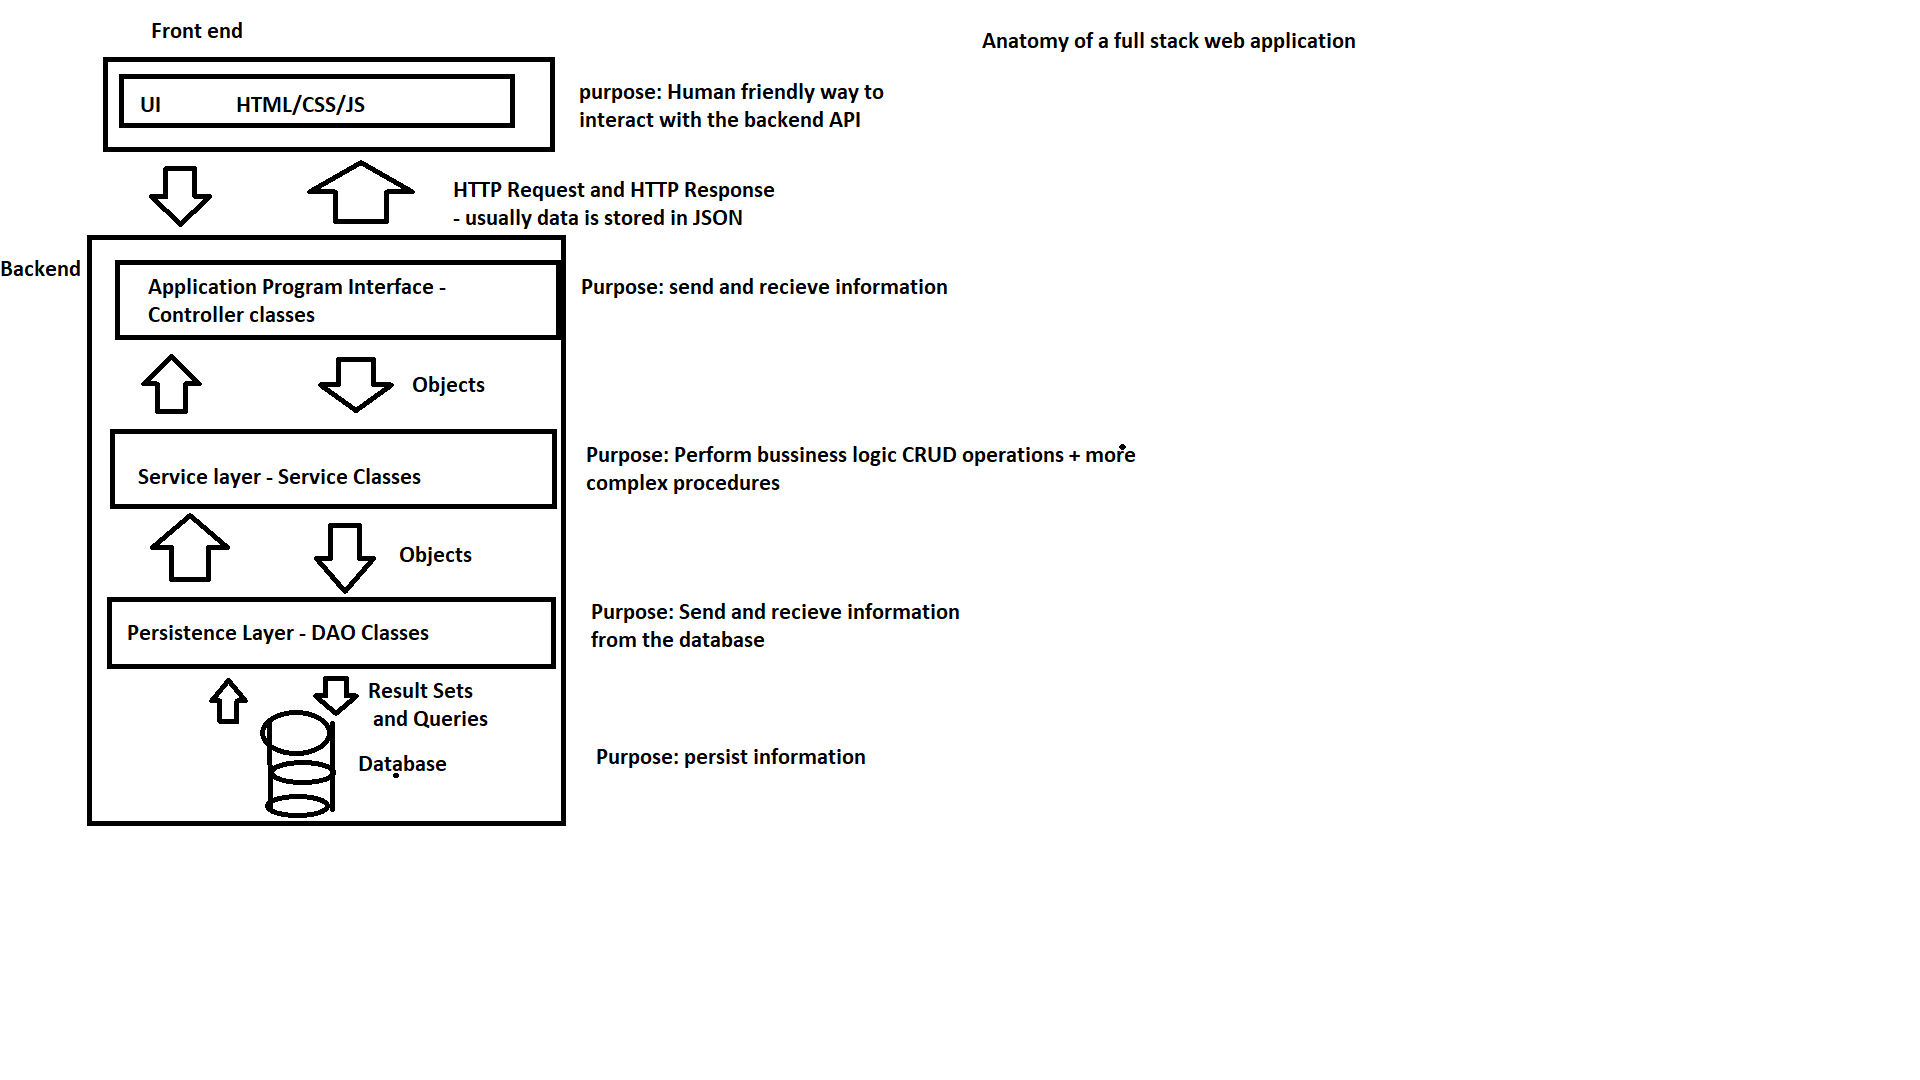 Front end
Anatomy of a full stack web application
UI HTML/CSS/JS
purpose: Human friendly way to
interact with the backend API
HTTP Request and HTTP Response
- usually data is stored in JSON
Backend
Application Program Interface -
Controller classes
Purpose: send and recieve information
Objects
Service layer - Service Classes
Purpose: Perform bussiness logic CRUD operations + more
complex procedures
Objects
Persistence Layer - DAO Classes
Purpose: Send and recieve information
from the database
Result Sets
and Queries
Database
Purpose: persist information